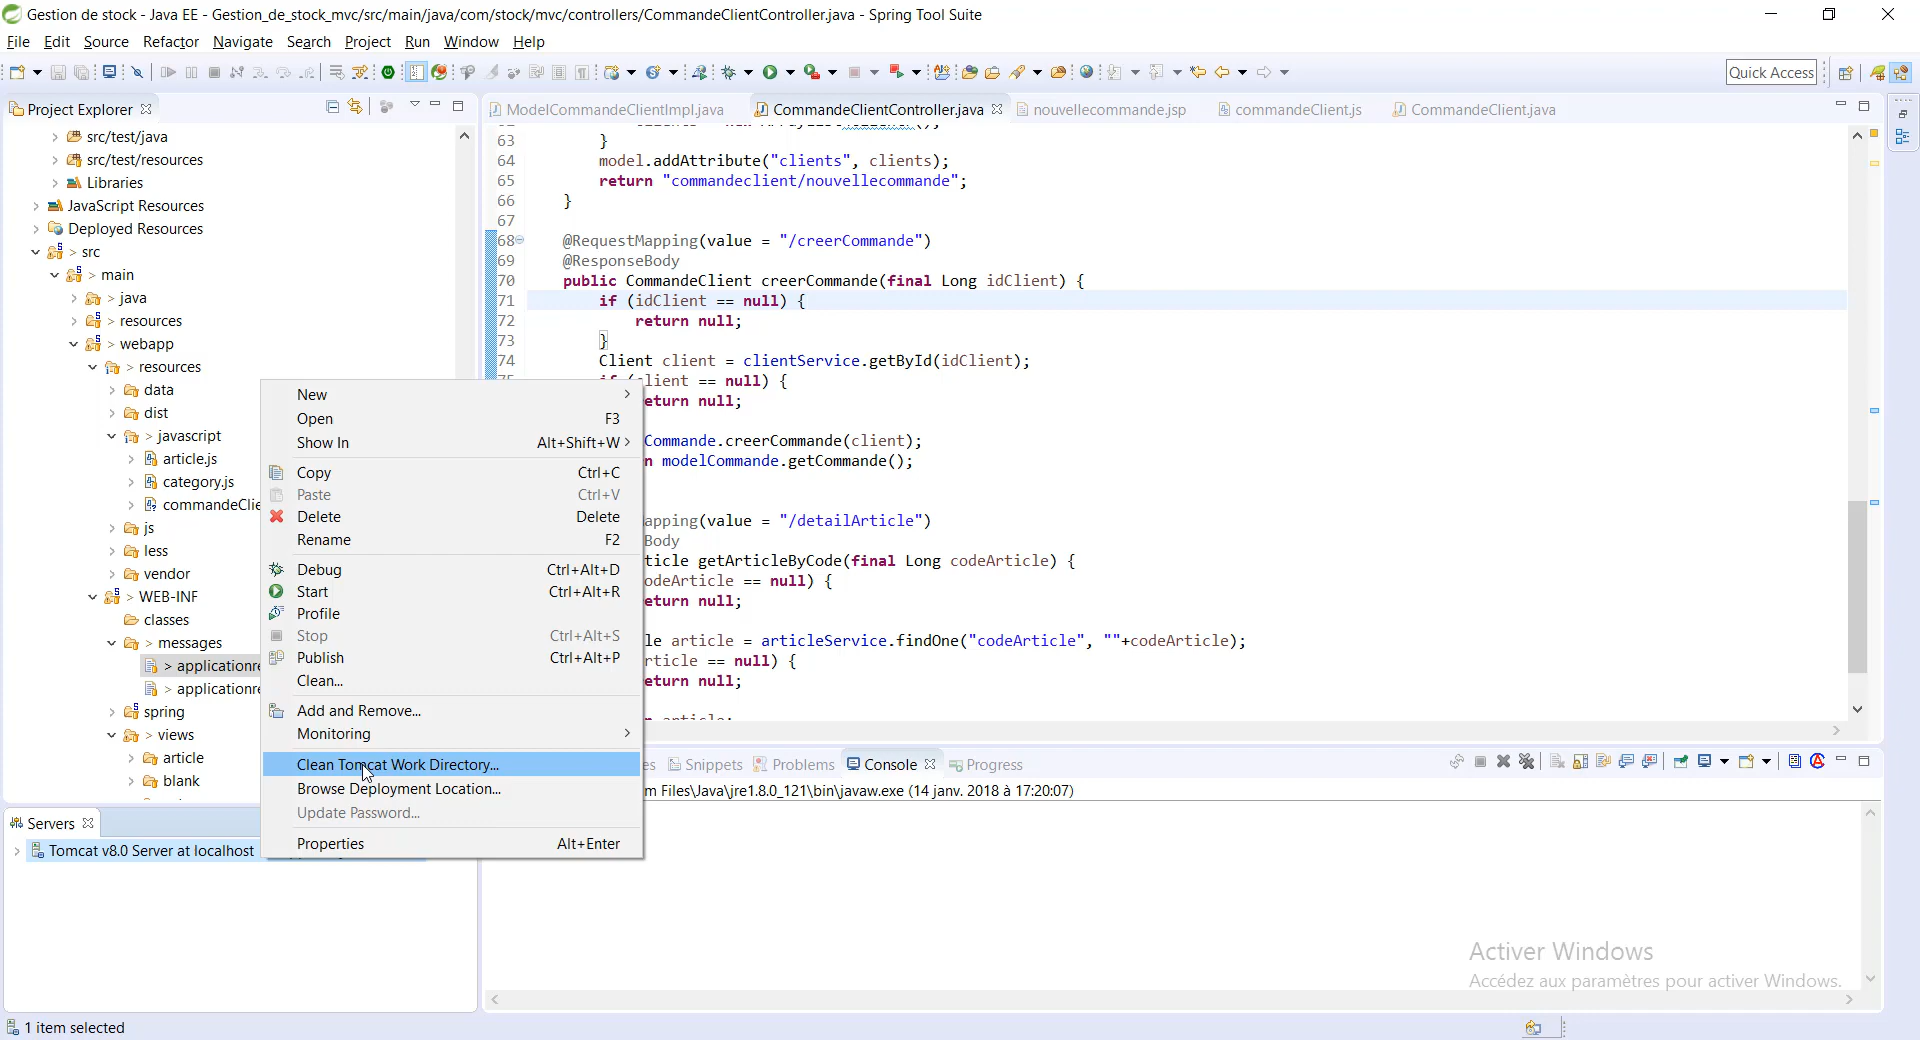 Gestion de stock - Java EE - Gestion_de_stock_mvc/src/main/java/com/stock/mvc/controllers/CommandeClientController.java - Spring Tool Suite
File Edit Source Refactor Navigate Search Project Run Window Help
Quick Access
Project Explorer
src/test/java
src/test/resources
Libraries
JavaScript Resources
Deployed Resources
> src
> main
> java
> resources
> webapp
> resources
data
dist
> javascript
article.js
category.js
commandeClie
js
less
vendor
> WEB-INF
classes
> messages
> applicationre
> applicationre
spring
> views
article
blank
Servers
Tomcat v8.0 Server at localhost
New
Open F3
Show In Alt+Shift+W
Copy Ctrl+C
Paste Ctrl+V
Delete Delete
Rename F2
Debug Ctrl+Alt+D
Start Ctrl+Alt+R
Profile
Stop Ctrl+Alt+S
Publish Ctrl+Alt+P
Clean...
Add and Remove...
Monitoring
Clean Tomcat Work Directory...
Browse Deployment Location...
Update Password...
Properties Alt+Enter
ModelCommandeClientImpl.java CommandeClientController.java nouvellecommande.jsp commandeClient.js CommandeClient.java
63 }
64 model.addAttribute("clients", clients);
65 return "commandeclient/nouvellecommande";
66 }
67
68 @RequestMapping(value = "/creerCommande")
69 @ResponseBody
70 public CommandeClient creerCommande(final Long idClient) {
71 if (idClient == null) {
72 return null;
73 }
74 Client client = clientService.getById(idClient);
lient == null) {
eturn null;
Commande.creerCommande(client);
n modelCommande.getCommande();
apping(value = "/detailArticle")
Body
ticle getArticleByCode(final Long codeArticle) {
odeArticle == null) {
eturn null;
le article = articleService.findOne("codeArticle", ""+codeArticle);
rticle == null) {
eturn null;
es Snippets Problems Console Progress
m Files\Java\jre1.8.0_121\bin\javaw.exe (14 janv. 2018 à 17:20:07)
Activer Windows
Accédez aux paramètres pour activer Windows.
1 item selected